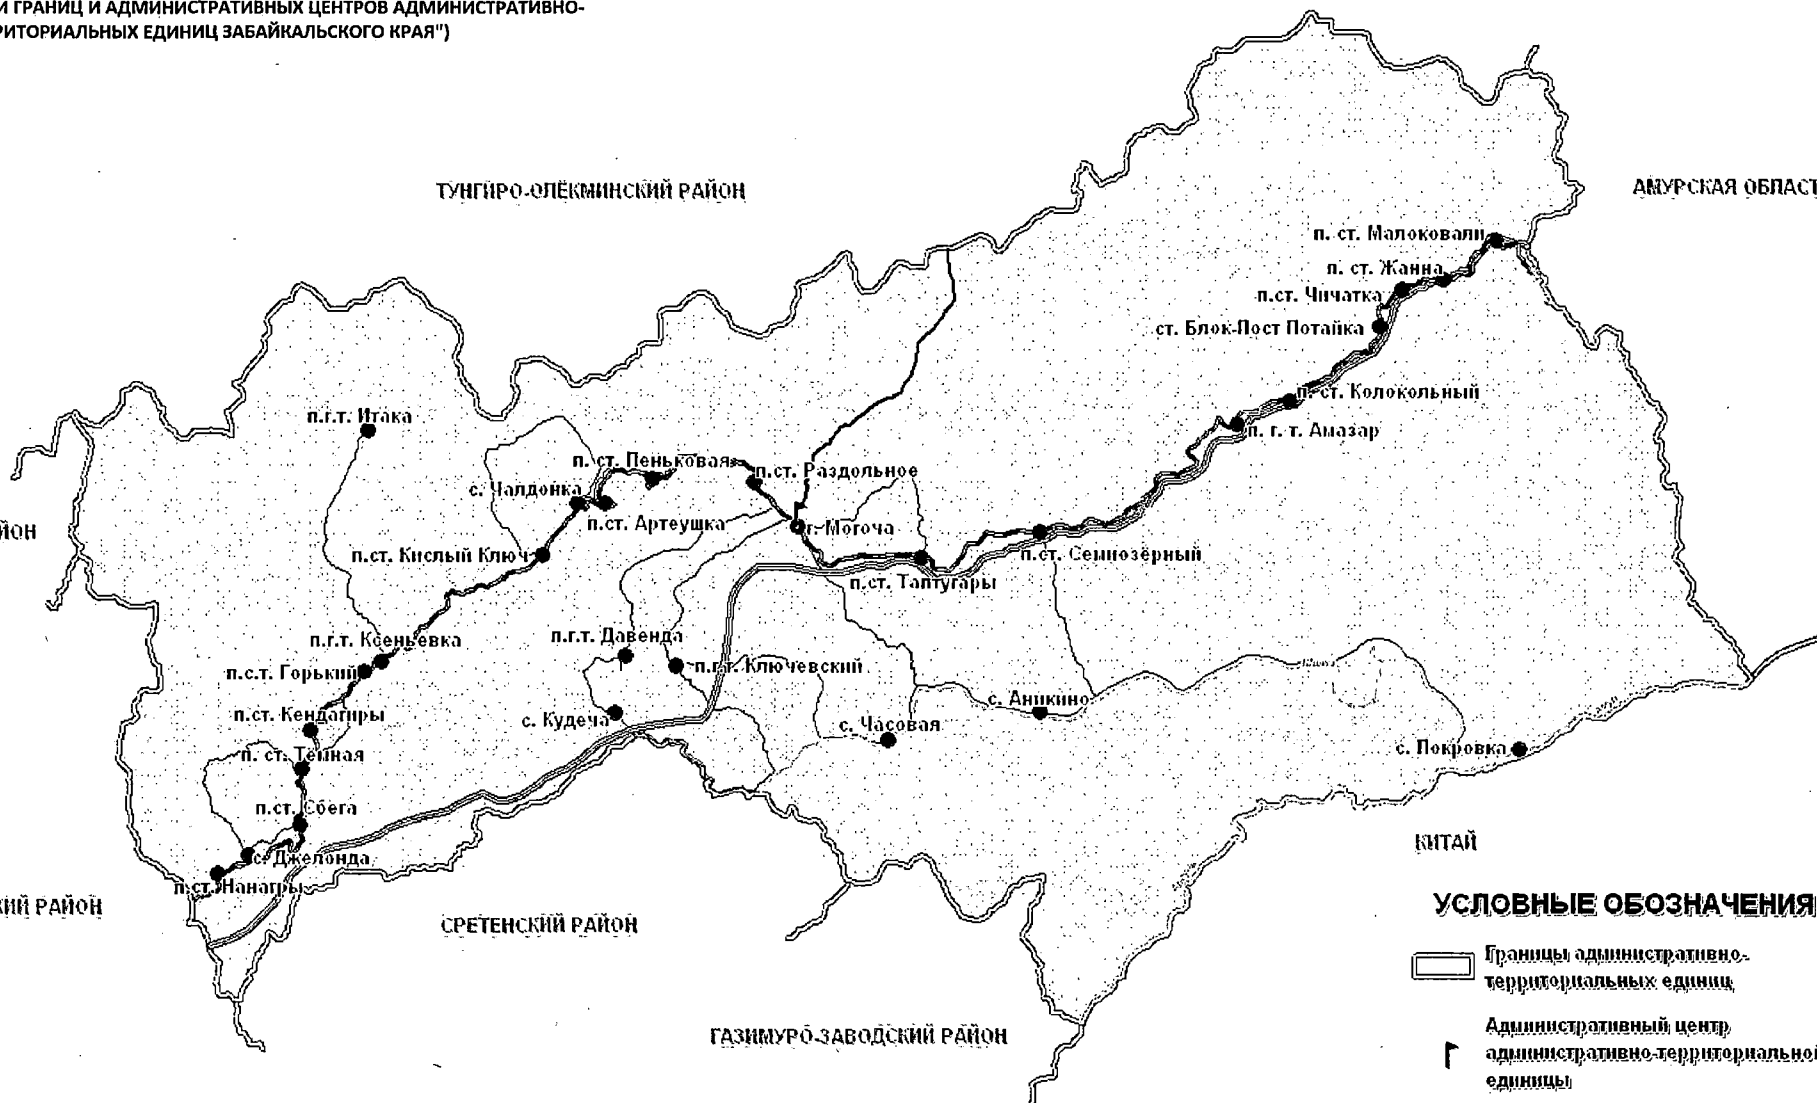 И ГРАНИЦ И АДМИНИСТРАТИВНЫХ ЦЕНТРОВ АДМИНИСТРАТИВНО-
РИТОРИАЛЬНЫХ ЕДИНИЦ ЗАБАЙКАЛЬСКОГО КРАЯ")
ТУНГИРО-ОЛЁКМИНСКИЙ РАЙОН
АМУРСКАЯ ОБЛАСТ
п. ст. Малоковали
п. ст. Жанна
п.ст. Чичатка
ст. Блок-Пост Потайка
п. ст. Колокольный
п. г. т. Амазар
п.г.т. Итака
п. ст. Пеньковая
п.ст. Раздольное
с. Чалдонка
п.ст. Артеушка
г. Могоча
ЙОН
п.ст. Кислый Ключ
п.ст. Семиозёрный
п.ст. Таптугары
п.г.т. Ксеньевка
п.г.т. Давенда
п.с.т. Горький
п.г.т. Ключевский
с. Аникино
п.ст. Кендагиры
с. Кудеча
с. Часовая
с. Покровка
п. ст. Темная
п.ст. Сбега
с. Джелонда
п.ст. Нанагры
КИТАЙ
КИЙ РАЙОН
СРЕТЕНСКИЙ РАЙОН
ГАЗИМУРО-ЗАВОДСКИЙ РАЙОН
УСЛОВНЫЕ ОБОЗНАЧЕНИЯ
Границы административно-
территориальных единиц
Административный центр
административно-территориальной
единицы